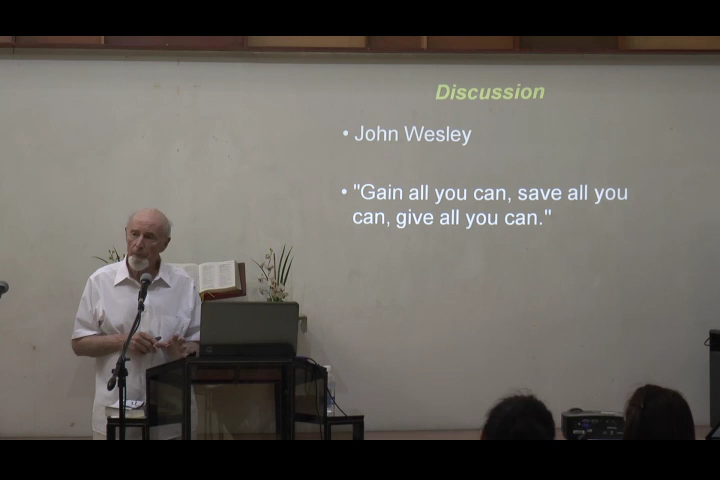 Discussion
• John Wesley
• "Gain all you can, save all you
can, give all you can."